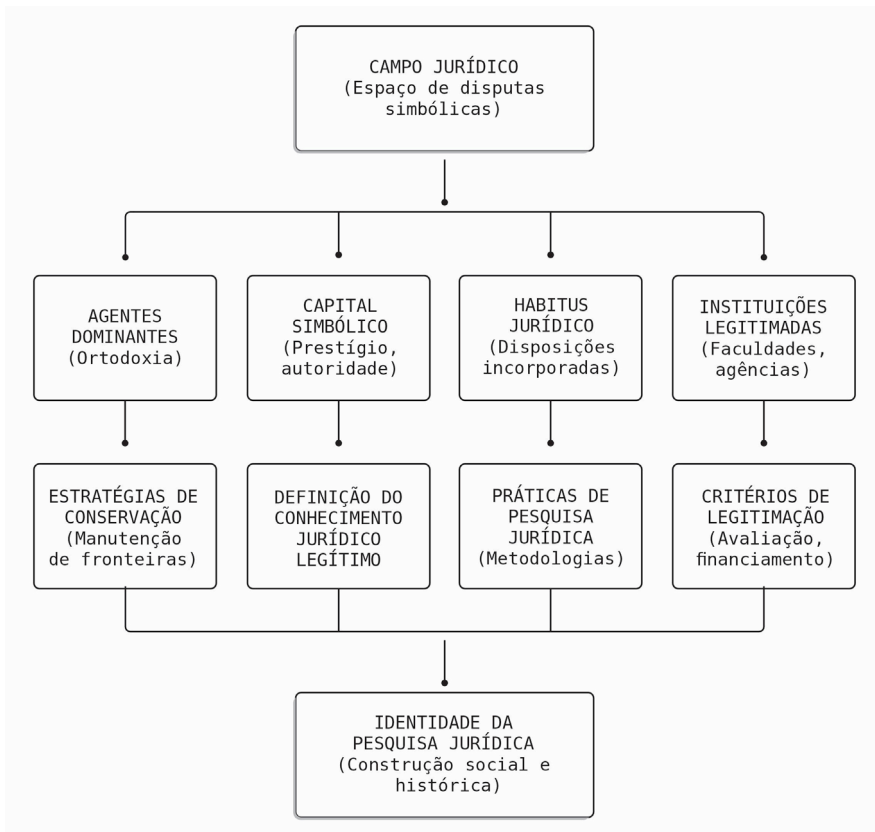 CAMPO JURÍDICO
(Espaço de disputas
simbólicas)
AGENTES
DOMINANTES
(Ortodoxia)
CAPITAL
SIMBÓLICO
(Prestígio,
autoridade)
HABITUS
JURÍDICO
(Disposições
incorporadas)
INSTITUIÇÕES
LEGITIMADAS
(Faculdades,
agências)
ESTRATÉGIAS DE
CONSERVAÇÃO
(Manutenção
de fronteiras)
DEFINIÇÃO DO
CONHECIMENTO
JURÍDICO
LEGÍTIMO
PRÁTICAS DE
PESQUISA
JURÍDICA
(Metodologias)
CRITÉRIOS DE
LEGITIMAÇÃO
(Avaliação,
financiamento)
IDENTIDADE DA
PESQUISA JURÍDICA
(Construção social e
histórica)